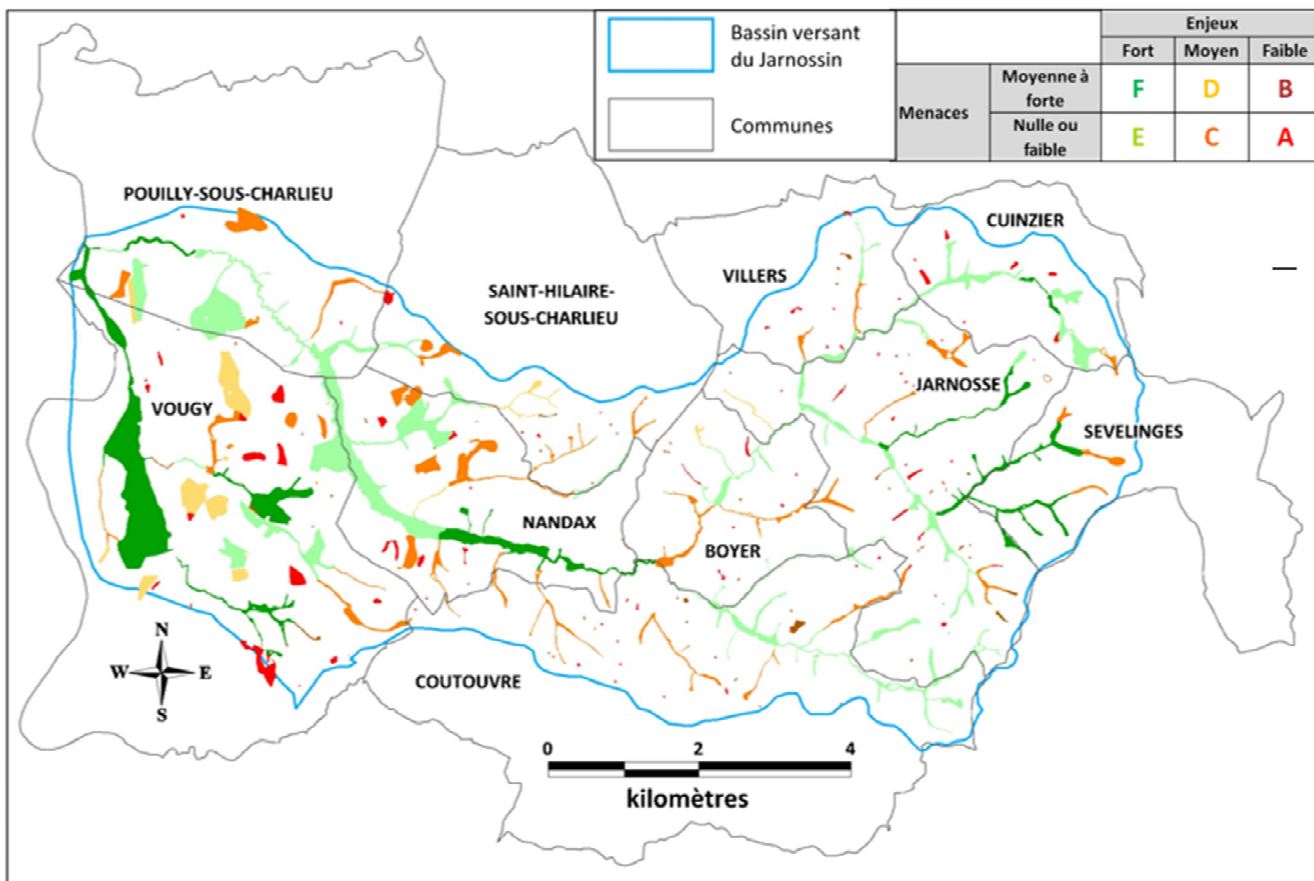 Bassin versant
du Jarnossin
Communes
Enjeux
Fort Moyen Faible
Menaces
Moyenne à
forte
F D B
Nulle ou
faible
E C A
POUILLY-SOUS-CHARLIEU
CUINZIER
VILLERS
SAINT-HILAIRE-
SOUS-CHARLIEU
JARNOSSE
VOUGY
SEVELINGES
NANDAX
BOYER
COUTOUVRE
N
W E
S
0 2 4
kilomètres